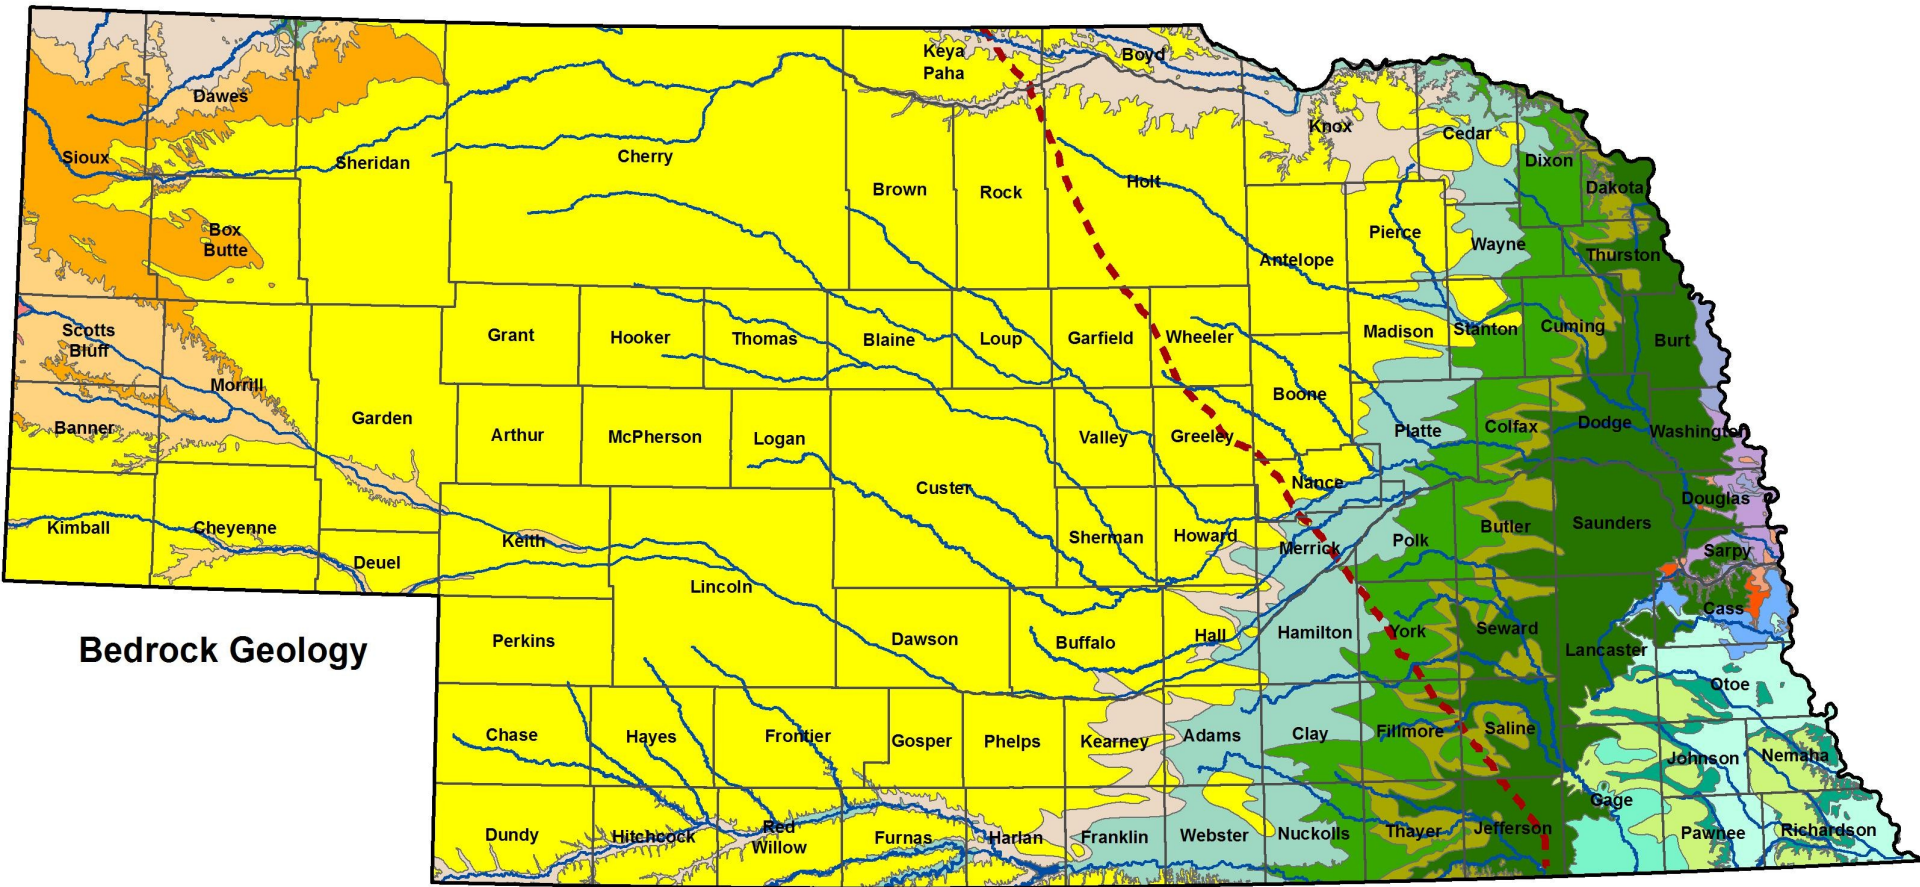 Keya
Paha
Boyd
Dawes
Knox
Cedar
Sioux
Sheridan
Cherry
Brown
Rock
Holt
Dixon
Dakota
Box
Butte
Antelope
Pierce
Wayne
Thurston
Scotts
Bluff
Morrill
Garden
Grant
Hooker
Thomas
Blaine
Loup
Garfield
Wheeler
Madison
Stanton
Cuming
Burt
Banner
Arthur
McPherson
Logan
Valley
Greeley
Boone
Platte
Colfax
Dodge
Washington
Custer
Nance
Douglas
Kimball
Cheyenne
Deuel
Keith
Sherman
Howard
Merrick
Polk
Butler
Saunders
Sarpy
Lincoln
Cass
Bedrock Geology
Perkins
Dawson
Buffalo
Hall
Hamilton
York
Seward
Lancaster
Otoe
Chase
Hayes
Frontier
Gosper
Phelps
Kearney
Adams
Clay
Fillmore
Saline
Johnson
Nemaha
Gage
Dundy
Hitchcock
Red
Willow
Furnas
Harlan
Franklin
Webster
Nuckolls
Thayer
Jefferson
Pawnee
Richardson